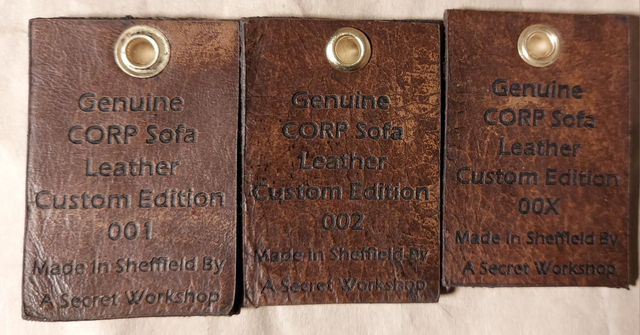 Genuine
CORP Sofa
Leather
Custom Edition
001
Made In Sheffield By
A Secret Workshop
Genuine
CORP Sofa
Leather
Custom Edition
002
Made In Sheffield By
A Secret Workshop
Genuine
CORP Sofa
Leather
Custom Edition
00X
Made In Sheffield By
A Secret Workshop